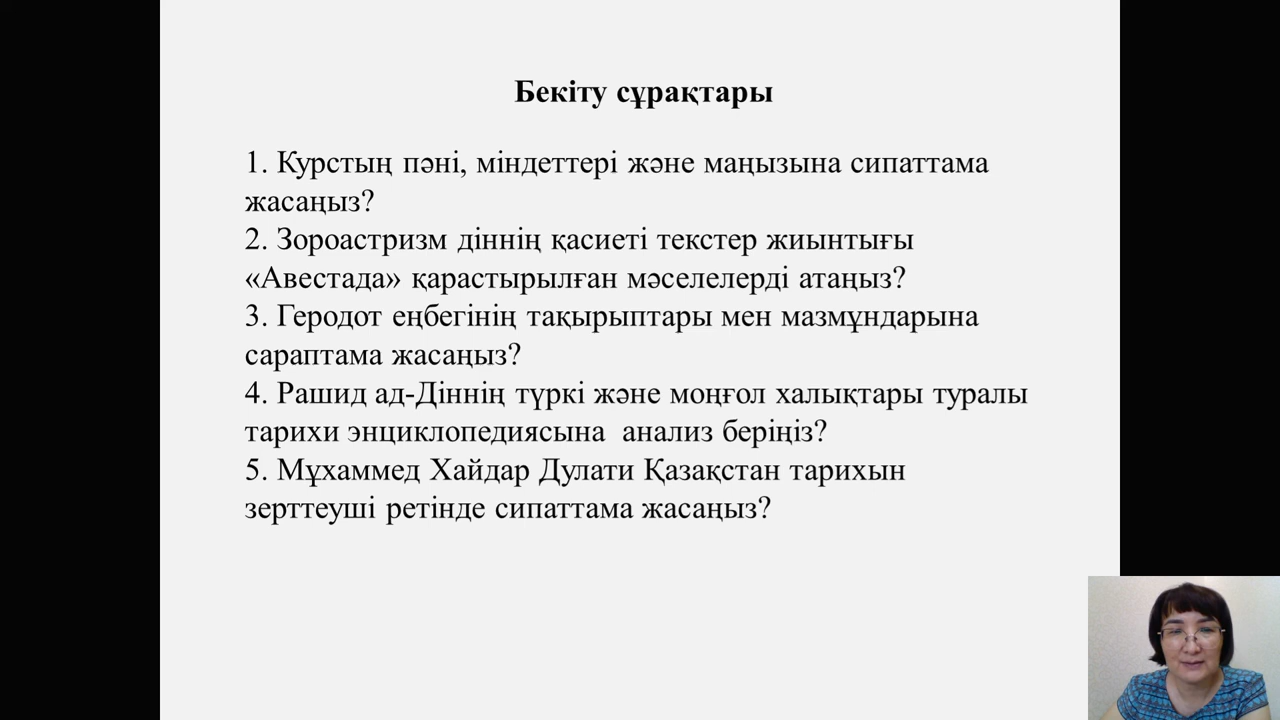 Бекіту сұрақтары
1. Курстың пәні, міндеттері және маңызына сипаттама
жасаңыз?
2. Зороастризм діннің қасиеті текстер жиынтығы
«Авестада» қарастырылған мәселелерді атаңыз?
3. Геродот еңбегінің тақырыптары мен мазмұндарына
сараптама жасаңыз?
4. Рашид ад-Діннің түркі және моңғол халықтары туралы
тарихи энциклопедиясына  анализ беріңіз?
5. Мұхаммед Хайдар Дулати Қазақстан тарихын
зерттеуші ретінде сипаттама жасаңыз?